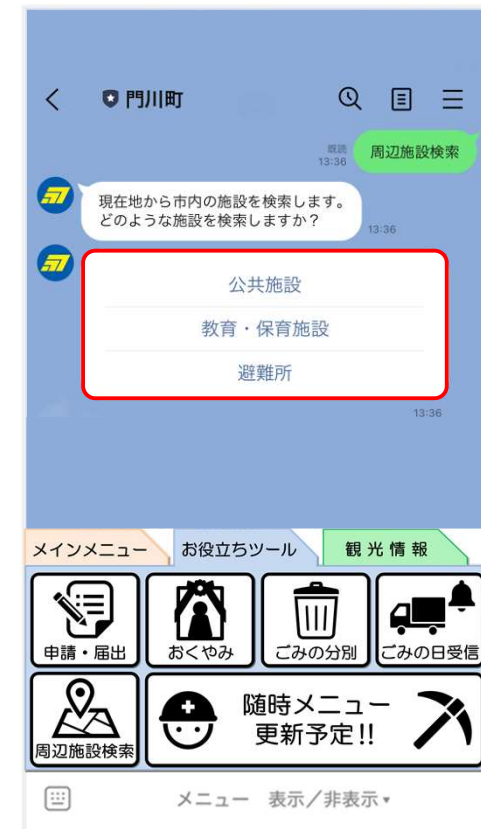 門川町
周辺施設検索
既読
13:36
現在地から市内の施設を検索します。
どのような施設を検索しますか？
13:36
公共施設
教育・保育施設
避難所
13:36
メインメニュー
お役立ちツール
観光情報
申請・届出
おくやみ
ごみの分別
ごみの日受信
周辺施設検索
随時メニュー
更新予定!!
メニュー 表示／非表示▾